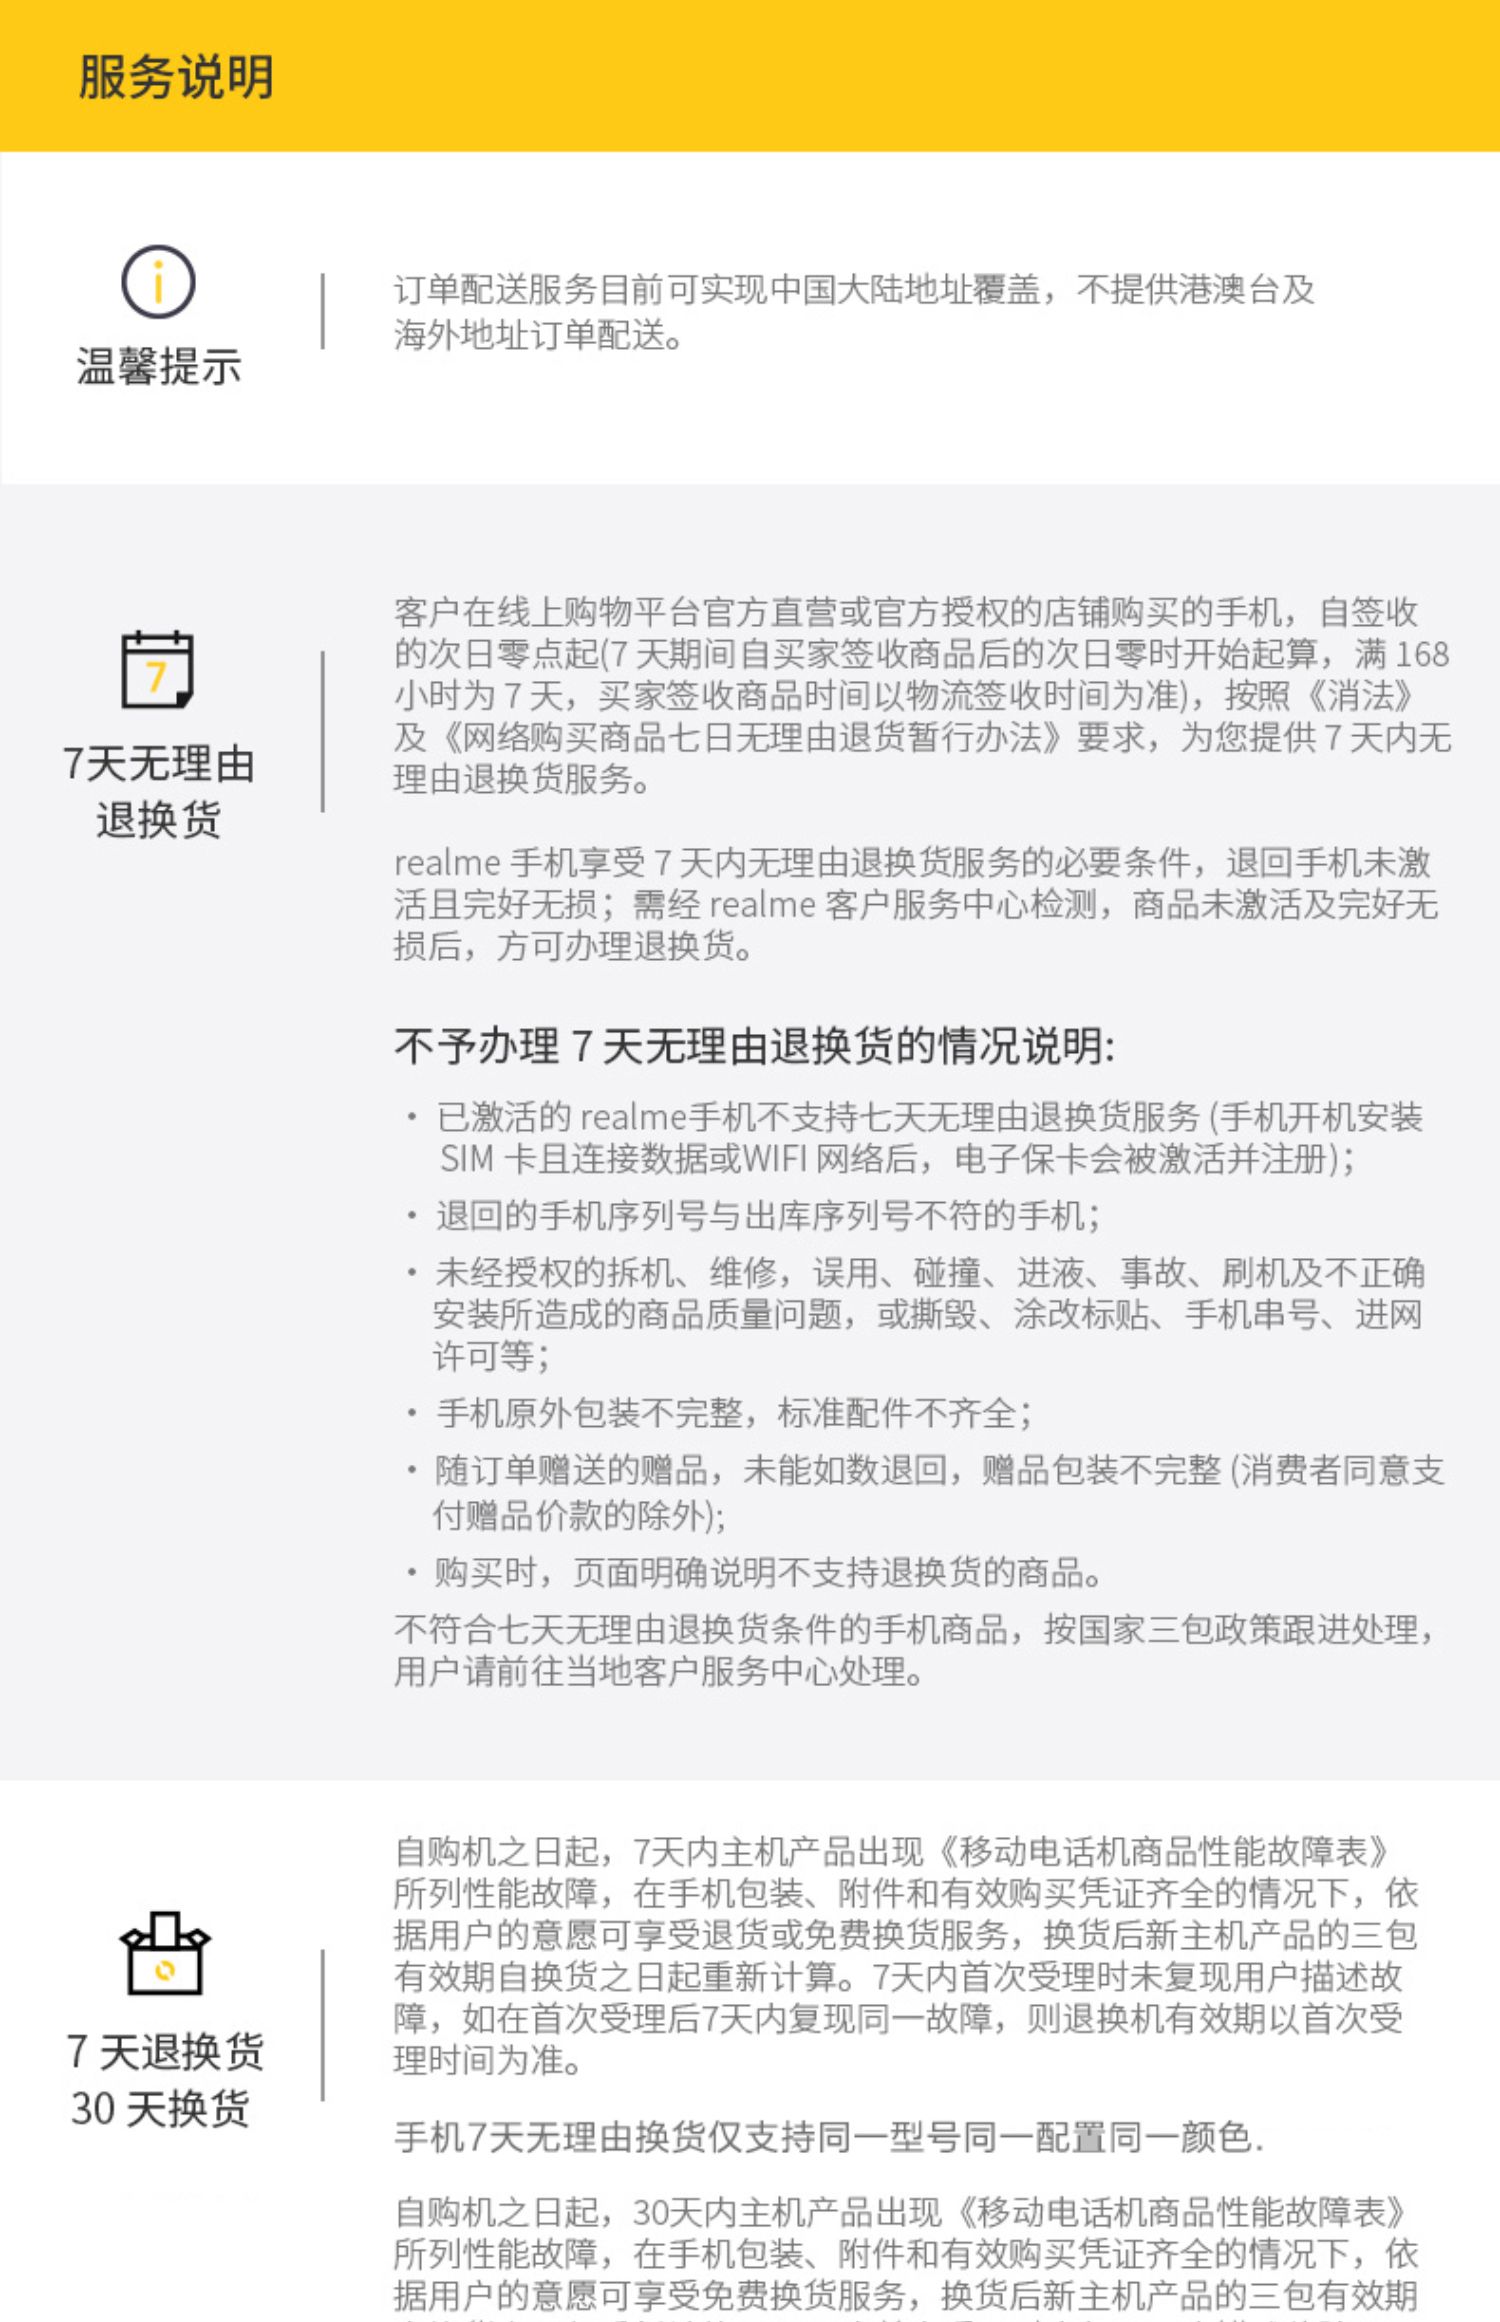 服务说明
温馨提示
订单配送服务目前可实现中国大陆地址覆盖，不提供港澳台及
海外地址订单配送。
7
7天无理由
退换货
客户在线上购物平台官方直营或官方授权的店铺购买的手机，自签收
的次日零点起(7 天期间自买家签收商品后的次日零时开始起算，满 168
小时为 7 天，买家签收商品时间以物流签收时间为准)，按照《消法》
及《网络购买商品七日无理由退货暂行办法》要求，为您提供 7 天内无
理由退换货服务。
realme 手机享受 7 天内无理由退换货服务的必要条件，退回手机未激
活且完好无损；需经 realme 客户服务中心检测，商品未激活及完好无
损后，方可办理退换货。
不予办理 7 天无理由退换货的情况说明:
· 已激活的 realme手机不支持七天无理由退换货服务 (手机开机安装
SIM 卡且连接数据或WIFI 网络后，电子保卡会被激活并注册)；
· 退回的手机序列号与出库序列号不符的手机；
· 未经授权的拆机、维修，误用、碰撞、进液、事故、刷机及不正确
安装所造成的商品质量问题，或撕毁、涂改标贴、手机串号、进网
许可等；
· 手机原外包装不完整，标准配件不齐全；
· 随订单赠送的赠品，未能如数退回，赠品包装不完整 (消费者同意支
付赠品价款的除外);
· 购买时，页面明确说明不支持退换货的商品。
不符合七天无理由退换货条件的手机商品，按国家三包政策跟进处理，
用户请前往当地客户服务中心处理。
7 天退换货
30 天换货
自购机之日起，7天内主机产品出现《移动电话机商品性能故障表》
所列性能故障，在手机包装、附件和有效购买凭证齐全的情况下，依
据用户的意愿可享受退货或免费换货服务，换货后新主机产品的三包
有效期自换货之日起重新计算。7天内首次受理时未复现用户描述故
障，如在首次受理后7天内复现同一故障，则退换机有效期以首次受
理时间为准。
手机7天无理由换货仅支持同一型号同一配置同一颜色.
自购机之日起，30天内主机产品出现《移动电话机商品性能故障表》
所列性能故障，在手机包装、附件和有效购买凭证齐全的情况下，依
据用户的意愿可享受免费换货服务，换货后新主机产品的三包有效期